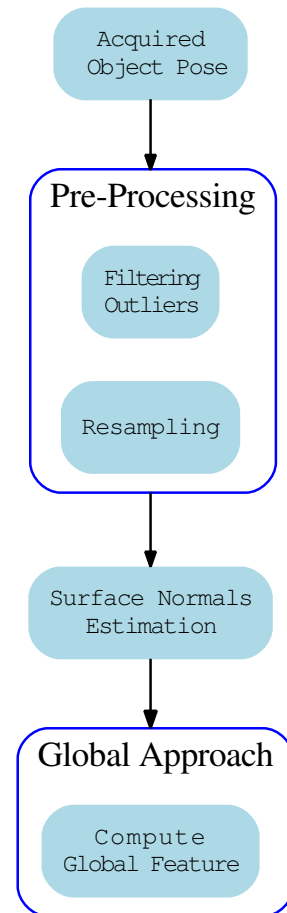 Acquired
Object Pose
Pre-Processing
Filtering
Outliers
Resampling
Surface Normals
Estimation
Global Approach
Compute
Global Feature